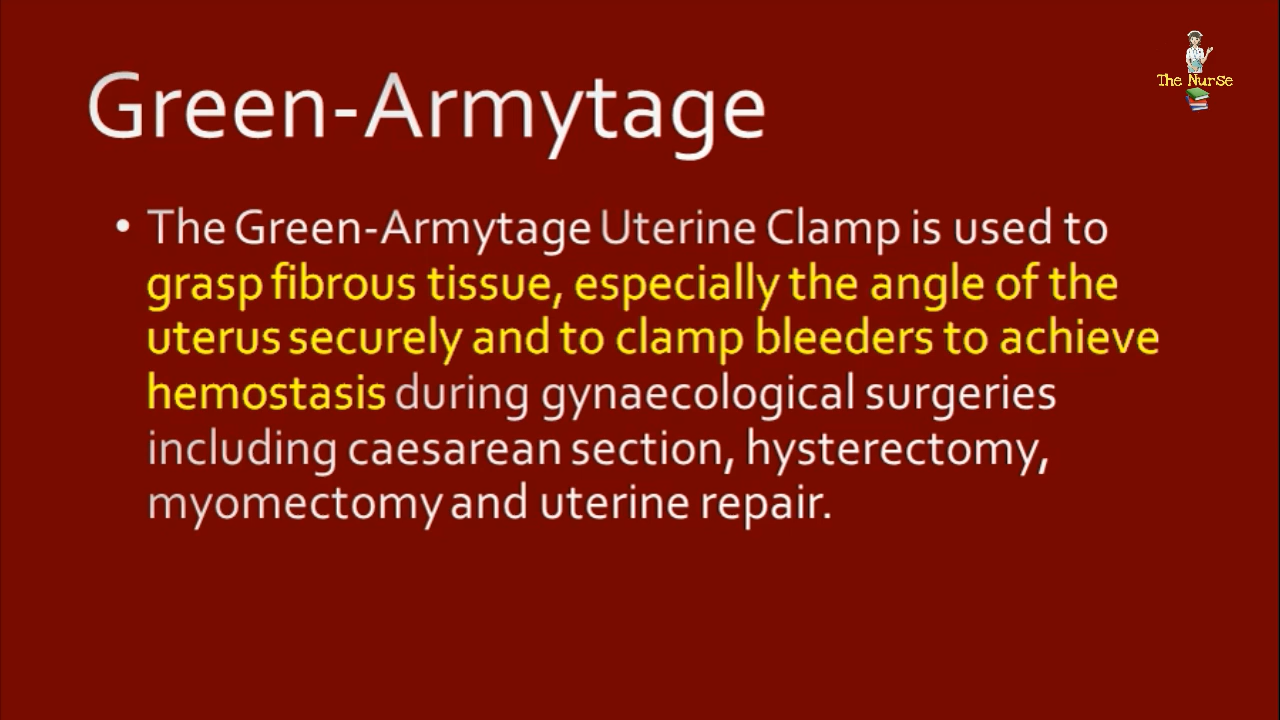 The Nurse
Green-Armytage
• The Green-Armytage Uterine Clamp is used to
grasp fibrous tissue, especially the angle of the
uterus securely and to clamp bleeders to achieve
hemostasis during gynaecological surgeries
including caesarean section, hysterectomy,
myomectomy and uterine repair.